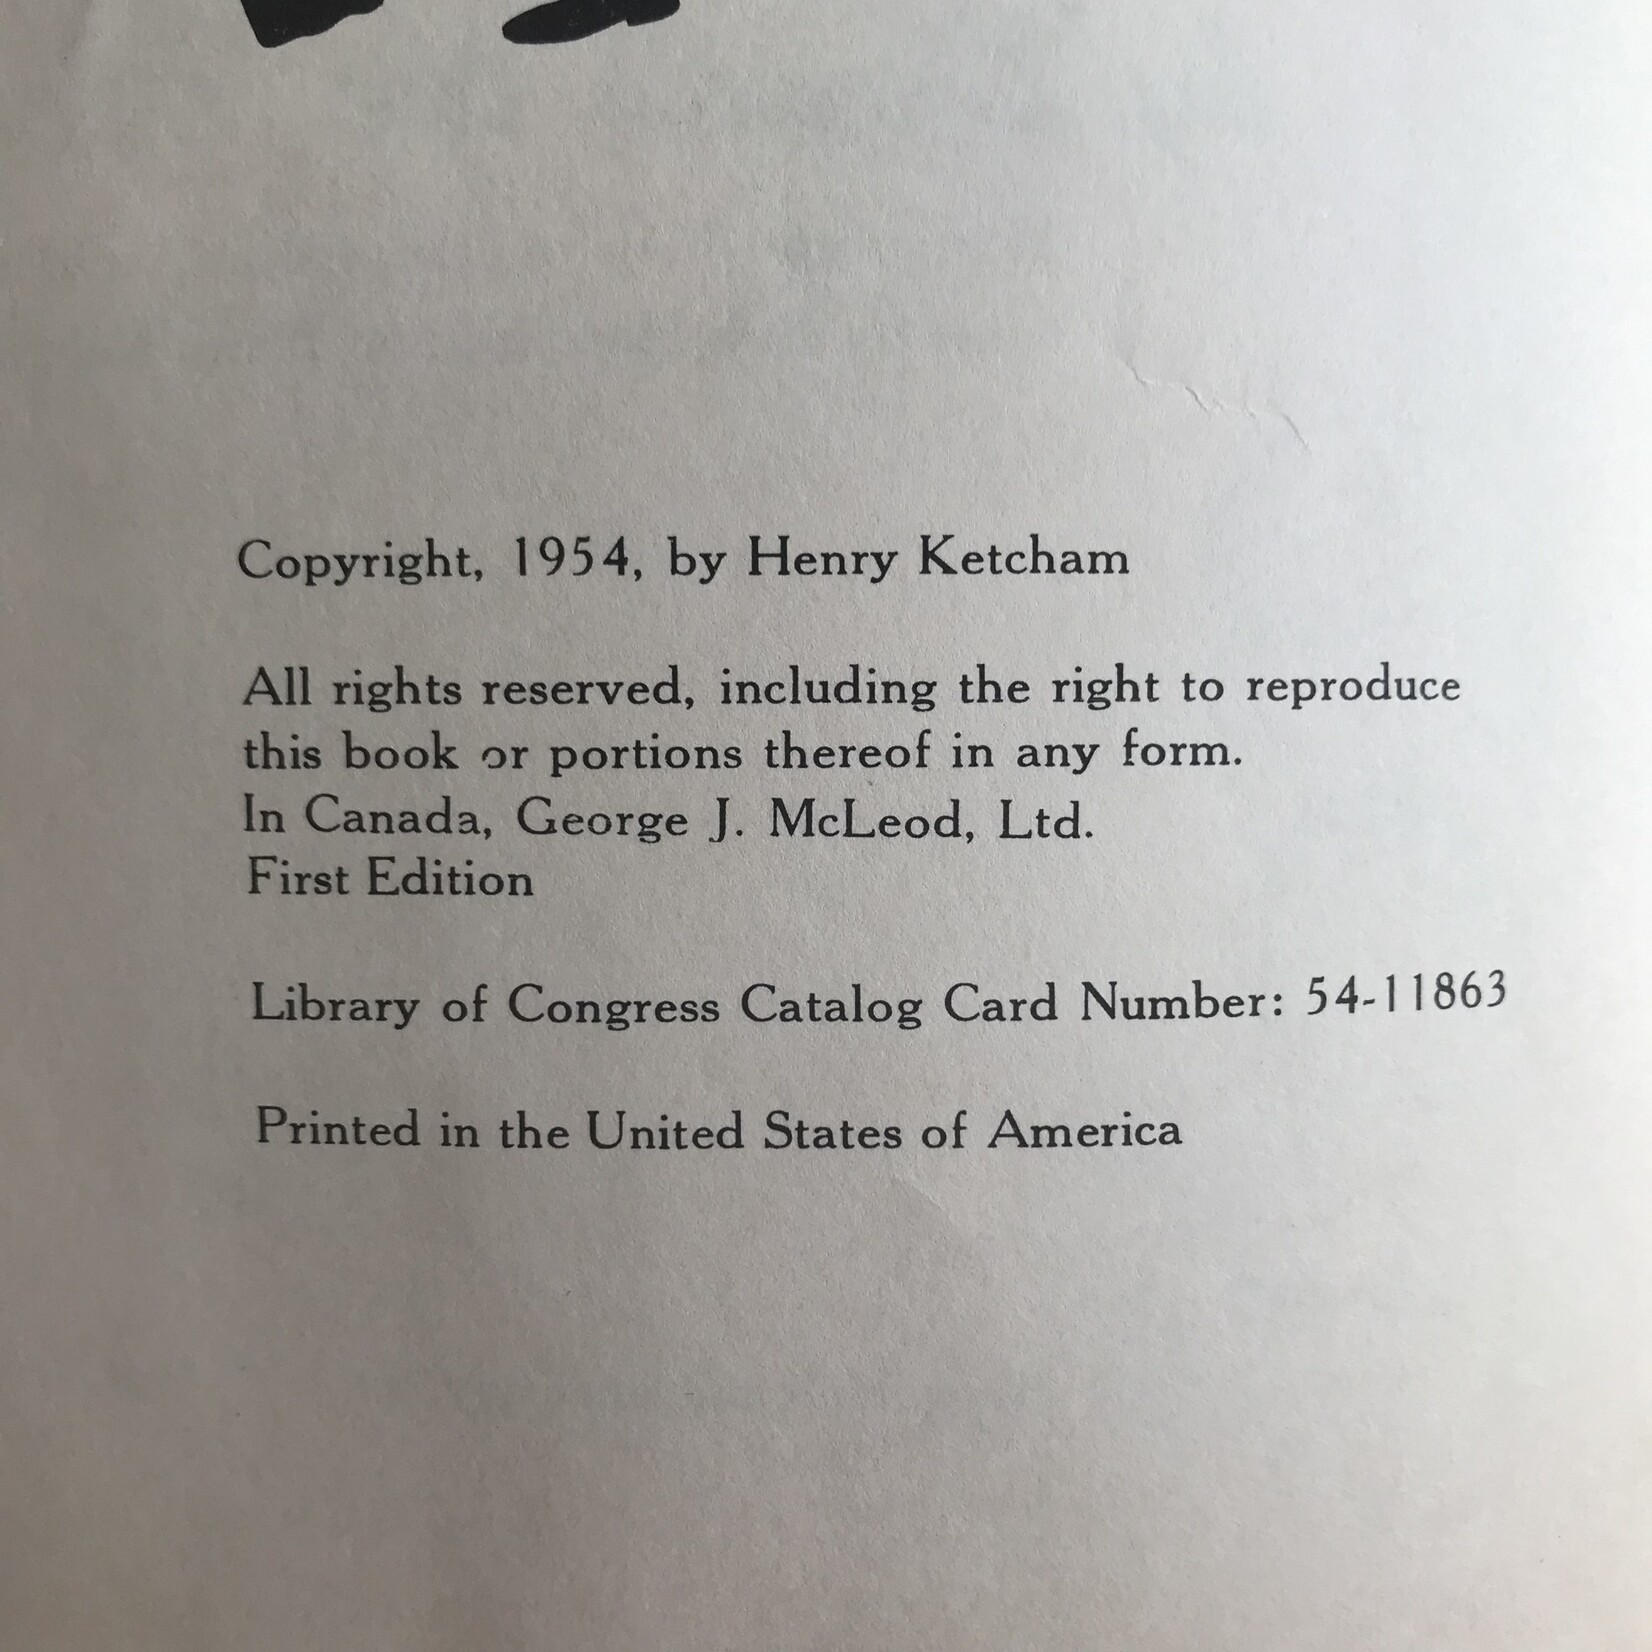 Copyright, 1954, by Henry Ketcham
All rights reserved, including the right to reproduce
this book or portions thereof in any form.
In Canada, George J. McLeod, Ltd.
First Edition
Library of Congress Catalog Card Number: 54-11863
Printed in the United States of America